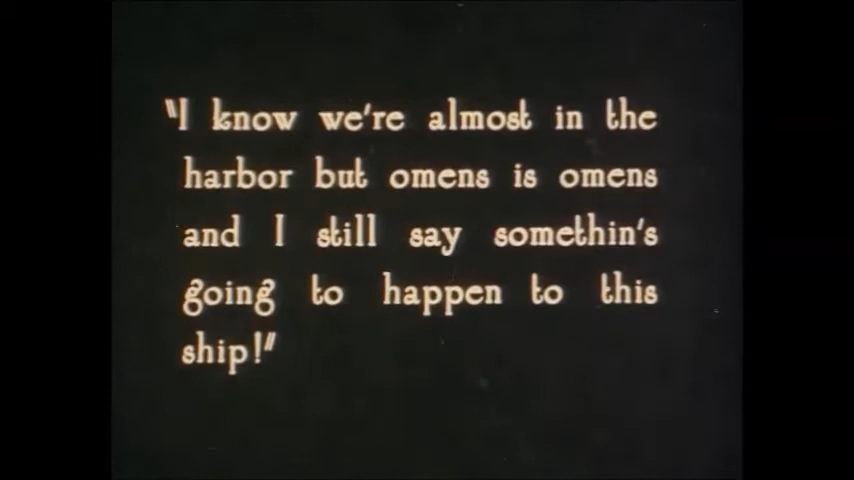 "I know we're almost in the
harbor but omens is omens
and I still say somethin's
going to happen to this
ship!"